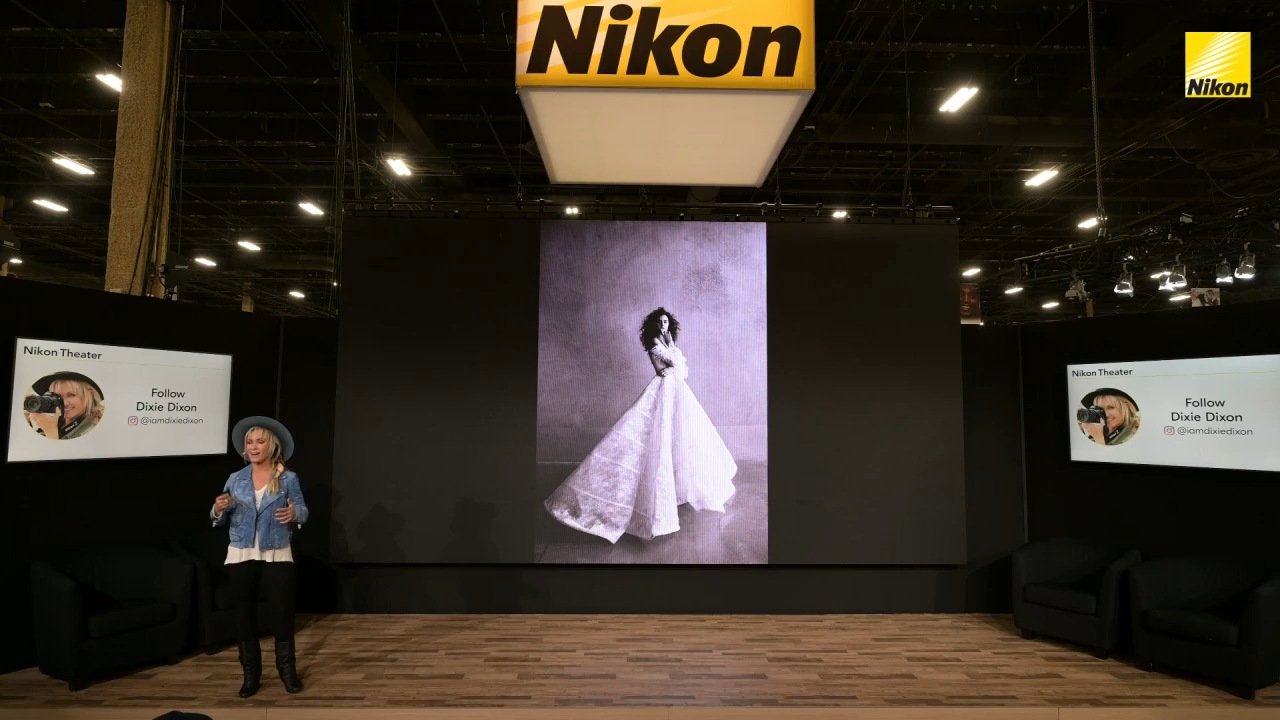 Nikon
Nikon
Nikon Theater
Follow
Dixie Dixon
@iamdixiedixon
Nikon Theater
Follow
Dixie Dixon
@iamdixiedixon